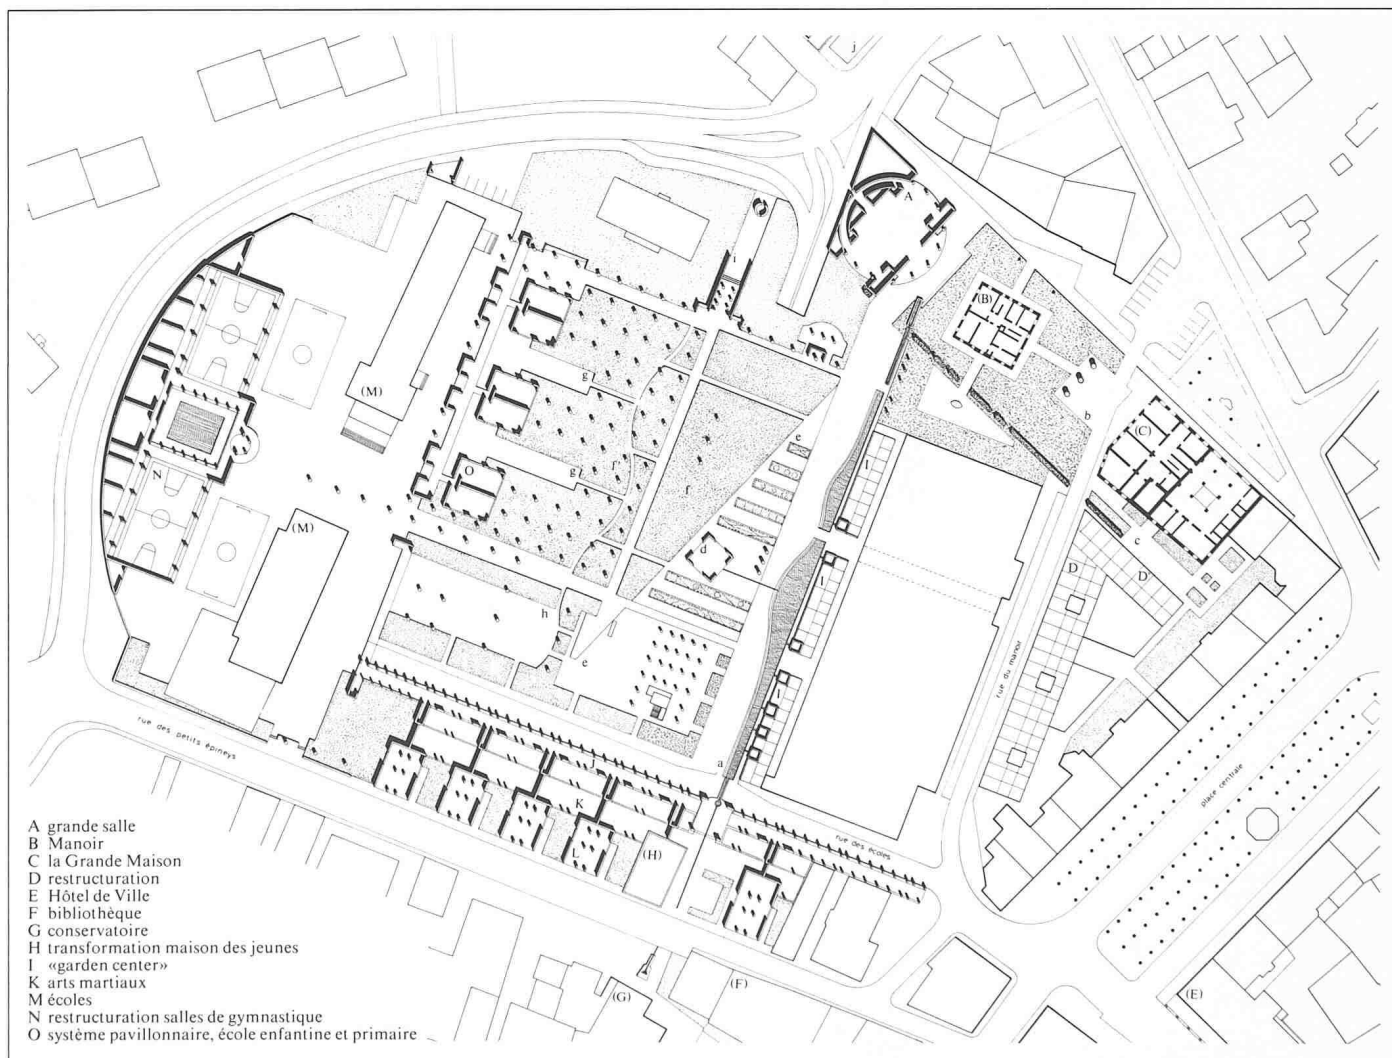 j
A
(B)
i
b
g
(M)
(C)
e
I
O
g
f'
f
N
(M)
d
c
D
D'
I
h
e
rue du manoir
I
rue des petits épineys
a
j
place centrale
K
rue des écoles
L
(H)
(F)
(G)
(E)
A grande salle
B Manoir
C la Grande Maison
D restructuration
E Hôtel de Ville
F bibliothèque
G conservatoire
H transformation maison des jeunes
I «garden center»
K arts martiaux
M écoles
N restructuration salles de gymnastique
O système pavillonnaire, école enfantine et primaire